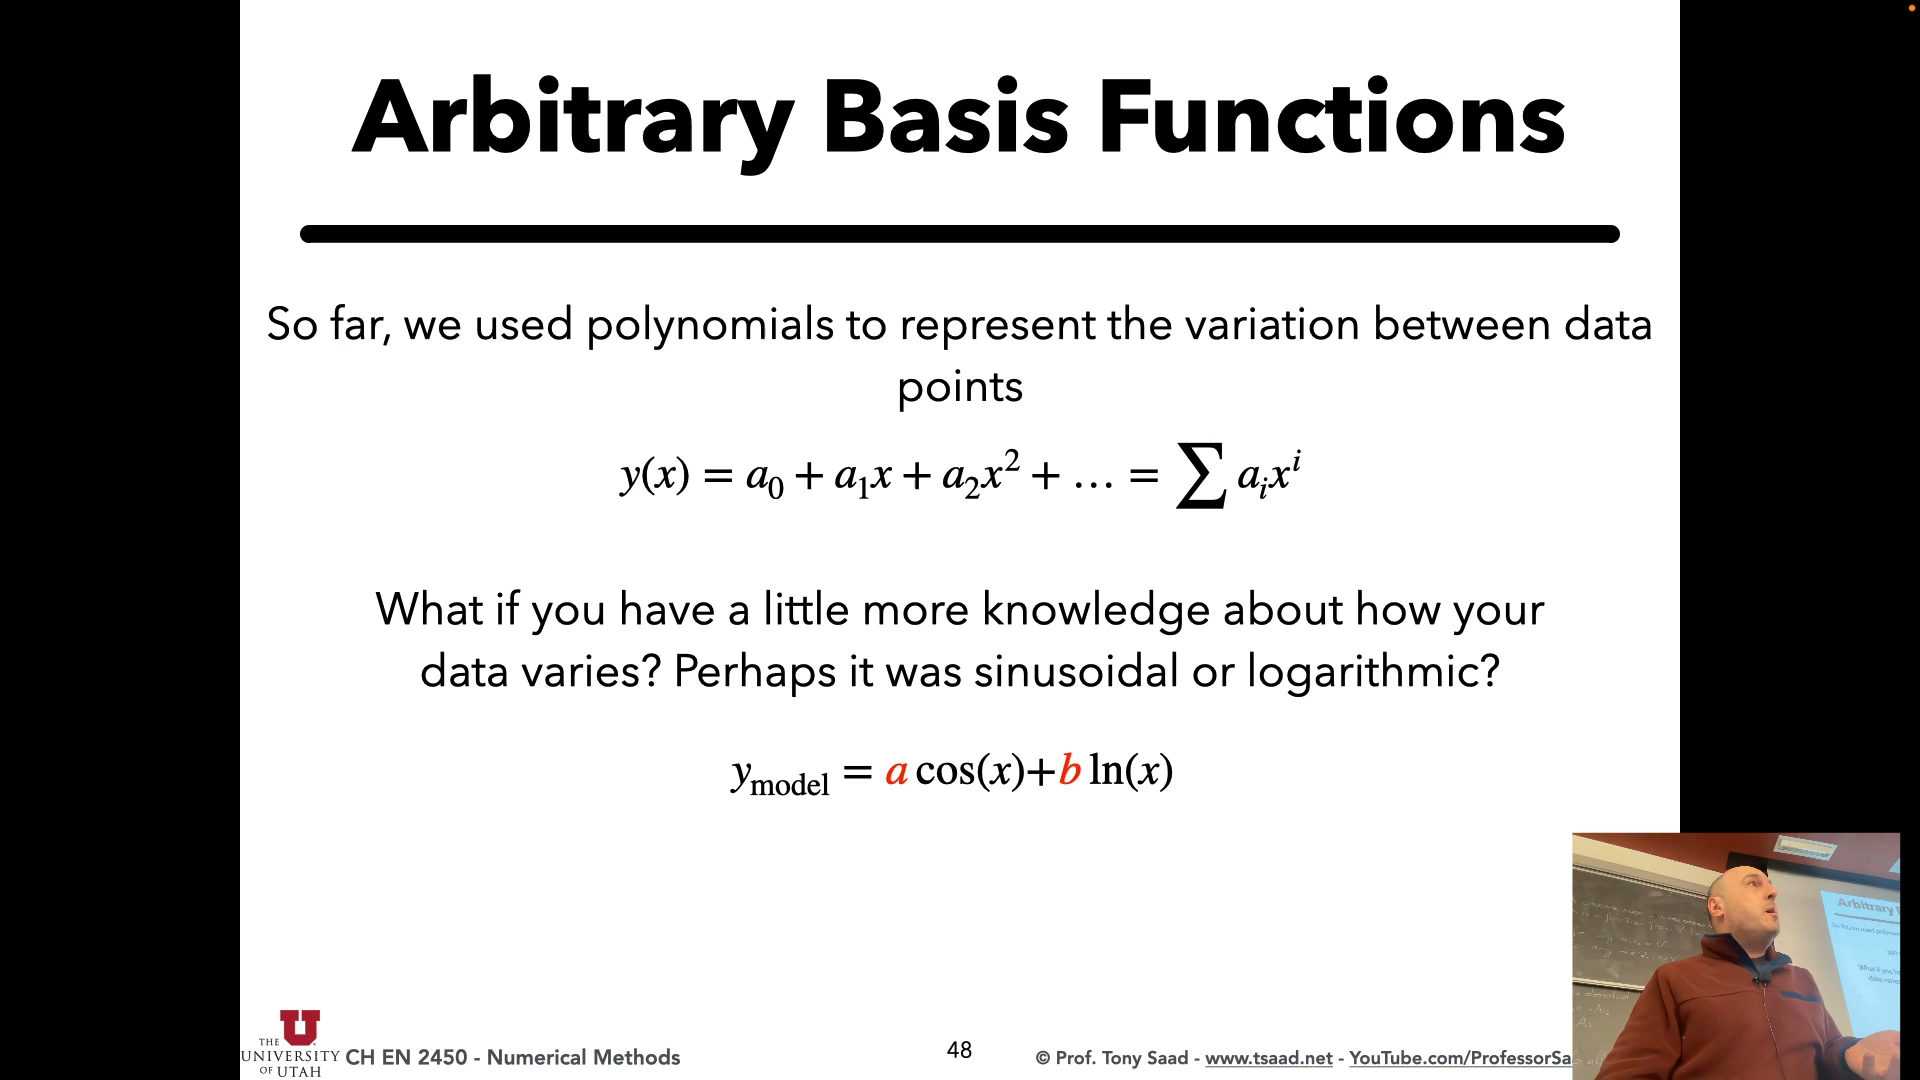 Arbitrary Basis Functions
So far, we used polynomials to represent the variation between data
points
y(x) = a₀ + a₁x + a₂x² + … = ∑ aᵢxⁱ
What if you have a little more knowledge about how your
data varies? Perhaps it was sinusoidal or logarithmic?
y_model = a cos(x)+b ln(x)
THE
UNIVERSITY
OF UTAH
CH EN 2450 - Numerical Methods
48
© Prof. Tony Saad - www.tsaad.net - YouTube.com/ProfessorSa
Arbitrary